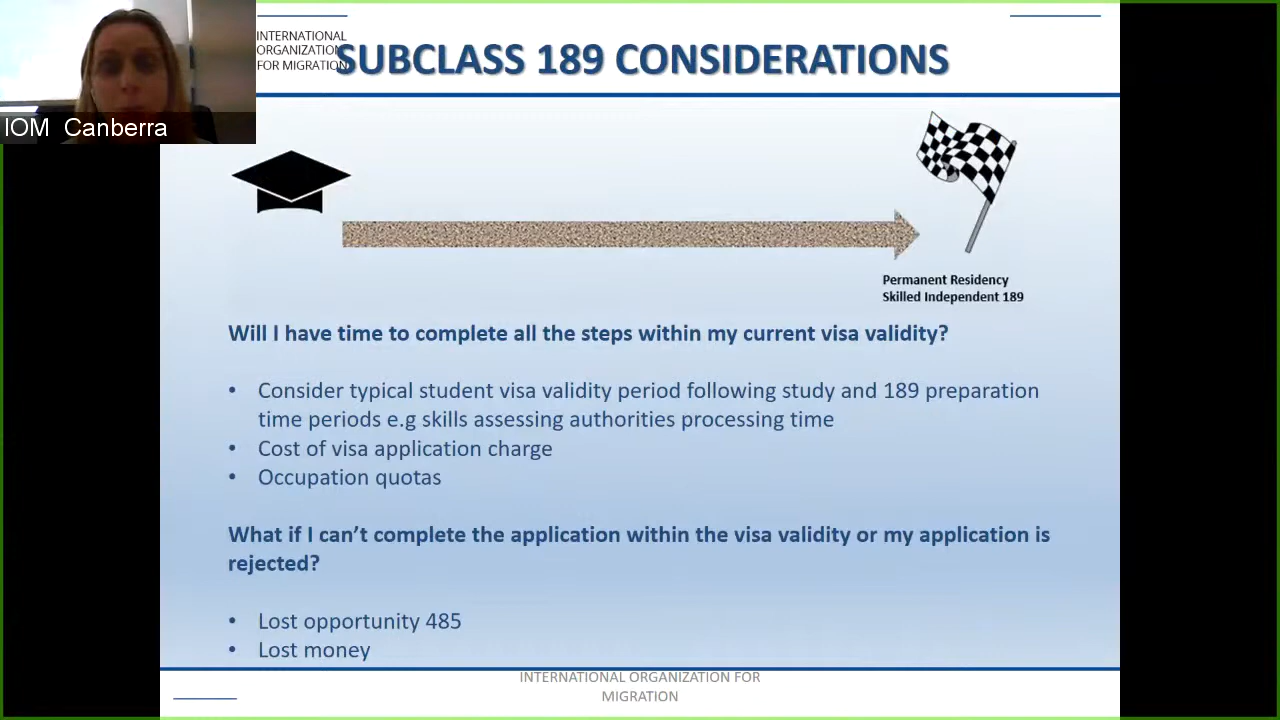 INTERNATIONAL
ORGANIZATION
FOR MIGRATION
SUBCLASS 189 CONSIDERATIONS
IOM Canberra
Permanent Residency
Skilled Independent 189
Will I have time to complete all the steps within my current visa validity?
• Consider typical student visa validity period following study and 189 preparation
time periods e.g skills assessing authorities processing time
• Cost of visa application charge
• Occupation quotas
What if I can’t complete the application within the visa validity or my application is
rejected?
• Lost opportunity 485
• Lost money
INTERNATIONAL ORGANIZATION FOR
MIGRATION